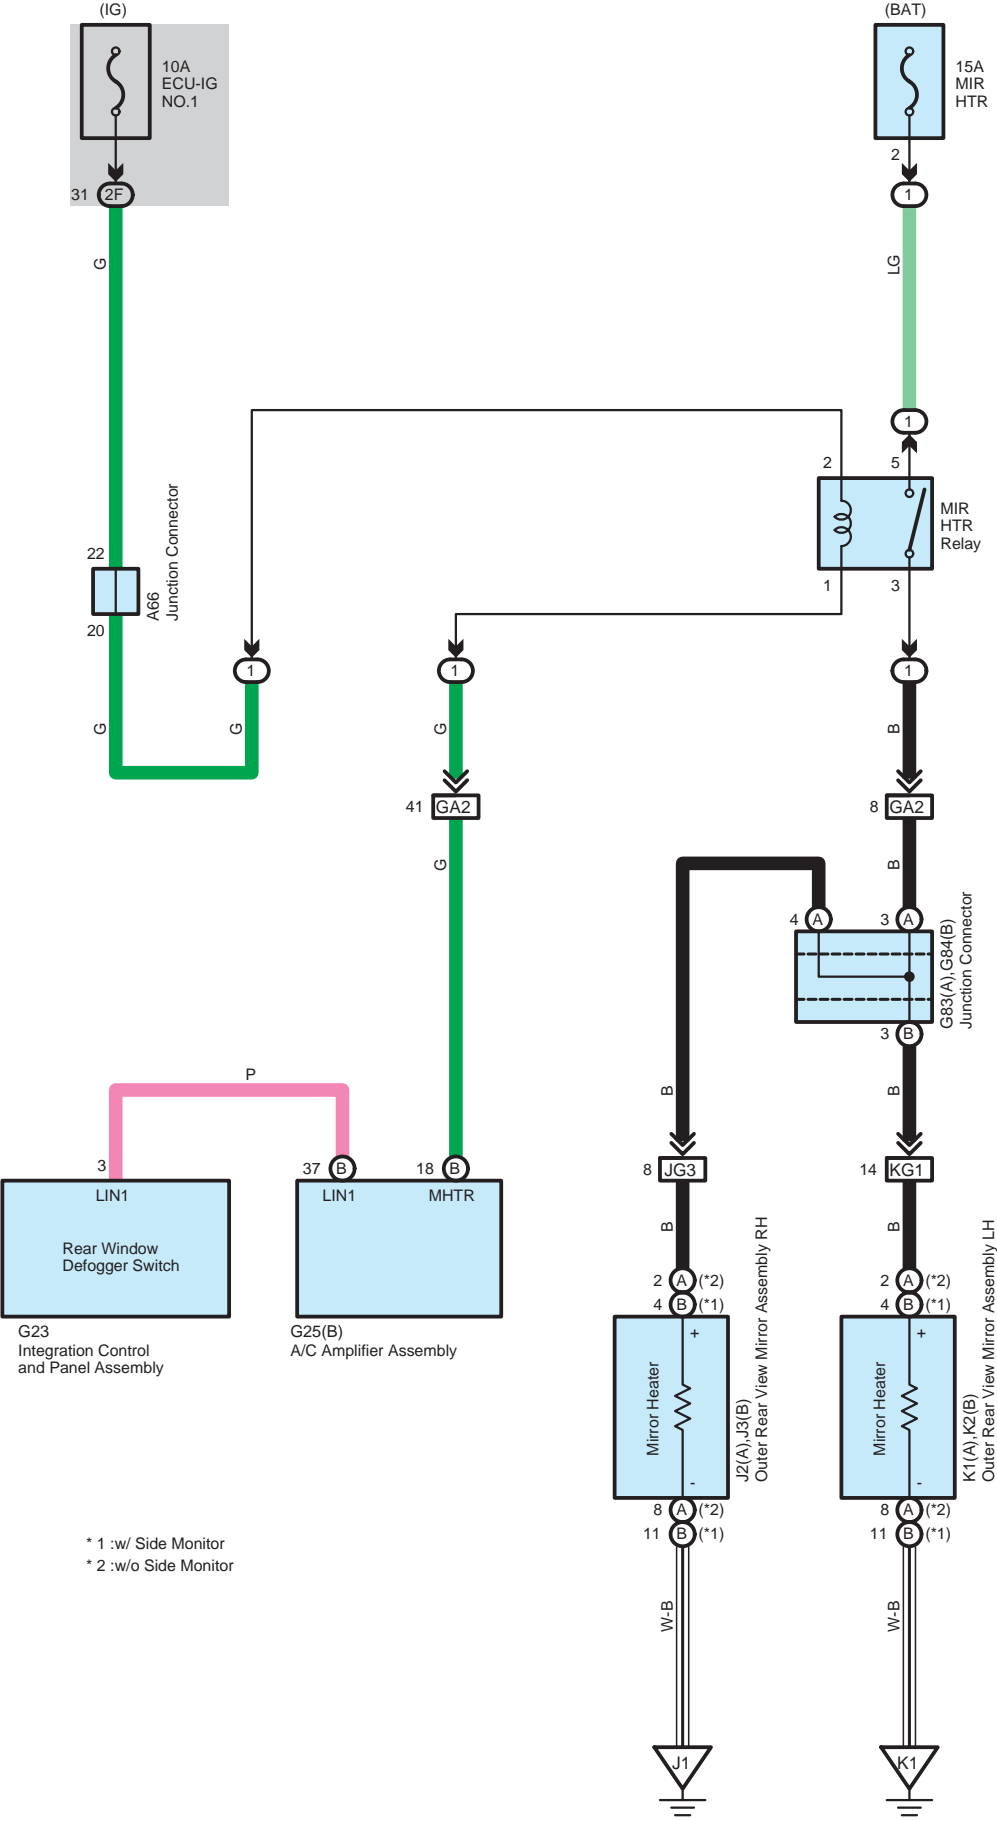 (IG)
(BAT)
10A
ECU-IG
NO.1
15A
MIR
HTR
2
31
2F
1
G
LG
1
2
5
MIR
HTR
Relay
22
A66
Junction Connector
1
3
20
1
1
1
G
G
G
B
41
GA2
8
GA2
G
B
4
A
3
A
G83(A),G84(B)
Junction Connector
3
B
P
B
B
3
37
B
18
B
8
JG3
14
KG1
LIN1
LIN1
MHTR
B
B
Rear Window
Defogger Switch
2
A
(*2)
2
A
(*2)
4
B
(*1)
4
B
(*1)
G23
Integration Control
and Panel Assembly
G25(B)
A/C Amplifier Assembly
+
Mirror Heater
-
J2(A),J3(B)
Outer Rear View Mirror Assembly RH
+
Mirror Heater
-
K1(A),K2(B)
Outer Rear View Mirror Assembly LH
8
A
(*2)
8
A
(*2)
11
B
(*1)
11
B
(*1)
* 1 :w/ Side Monitor
* 2 :w/o Side Monitor
W-B
W-B
J1
K1